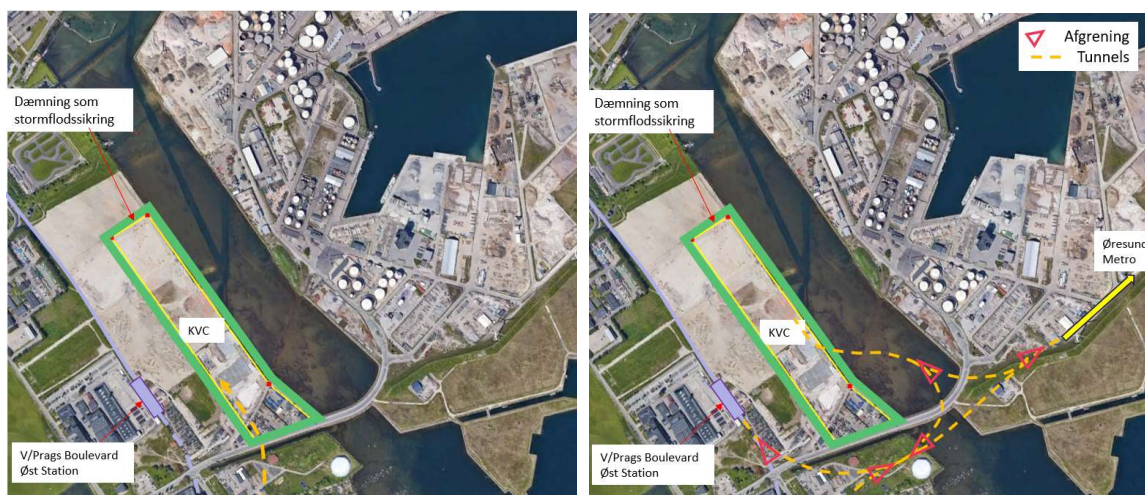 Dæmning som
stormflodssikring
KVC
V/Prags Boulevard
Øst Station
Afgrening
Tunnels
Dæmning som
stormflodssikring
Øresund
Metro
KVC
V/Prags Boulevard
Øst Station